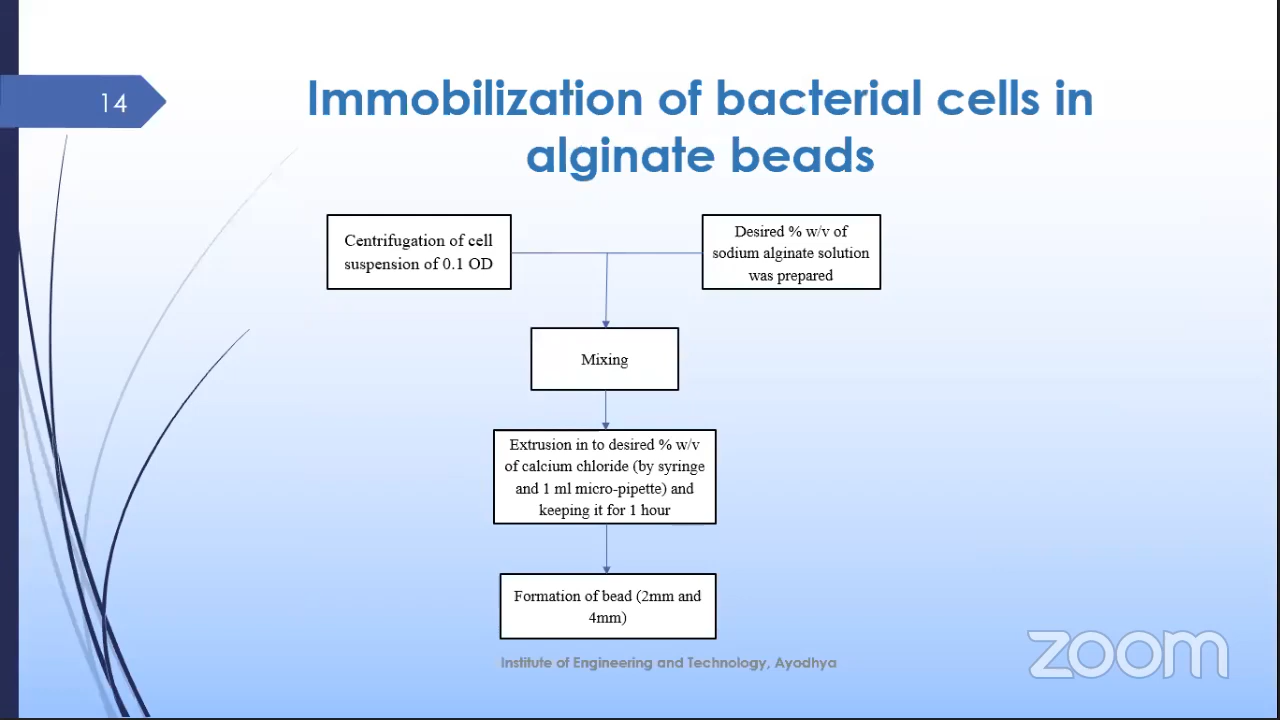 14
Immobilization of bacterial cells in
alginate beads
Centrifugation of cell
suspension of 0.1 OD
Desired % w/v of
sodium alginate solution
was prepared
Mixing
Extrusion in to desired % w/v
of calcium chloride (by syringe
and 1 ml micro-pipette) and
keeping it for 1 hour
Formation of bead (2mm and
4mm)
Institute of Engineering and Technology, Ayodhya
zoom